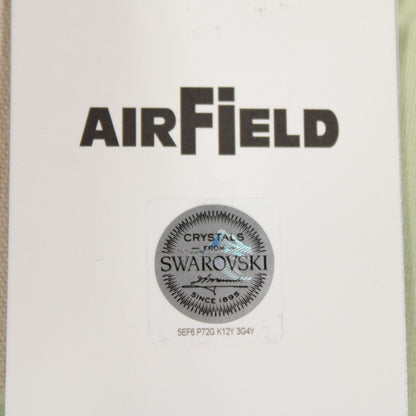 AIRFiELD
CRYSTALS
FROM
SWAROVSKI
SINCE 1895
5EF6 P72G K12Y 3G4Y